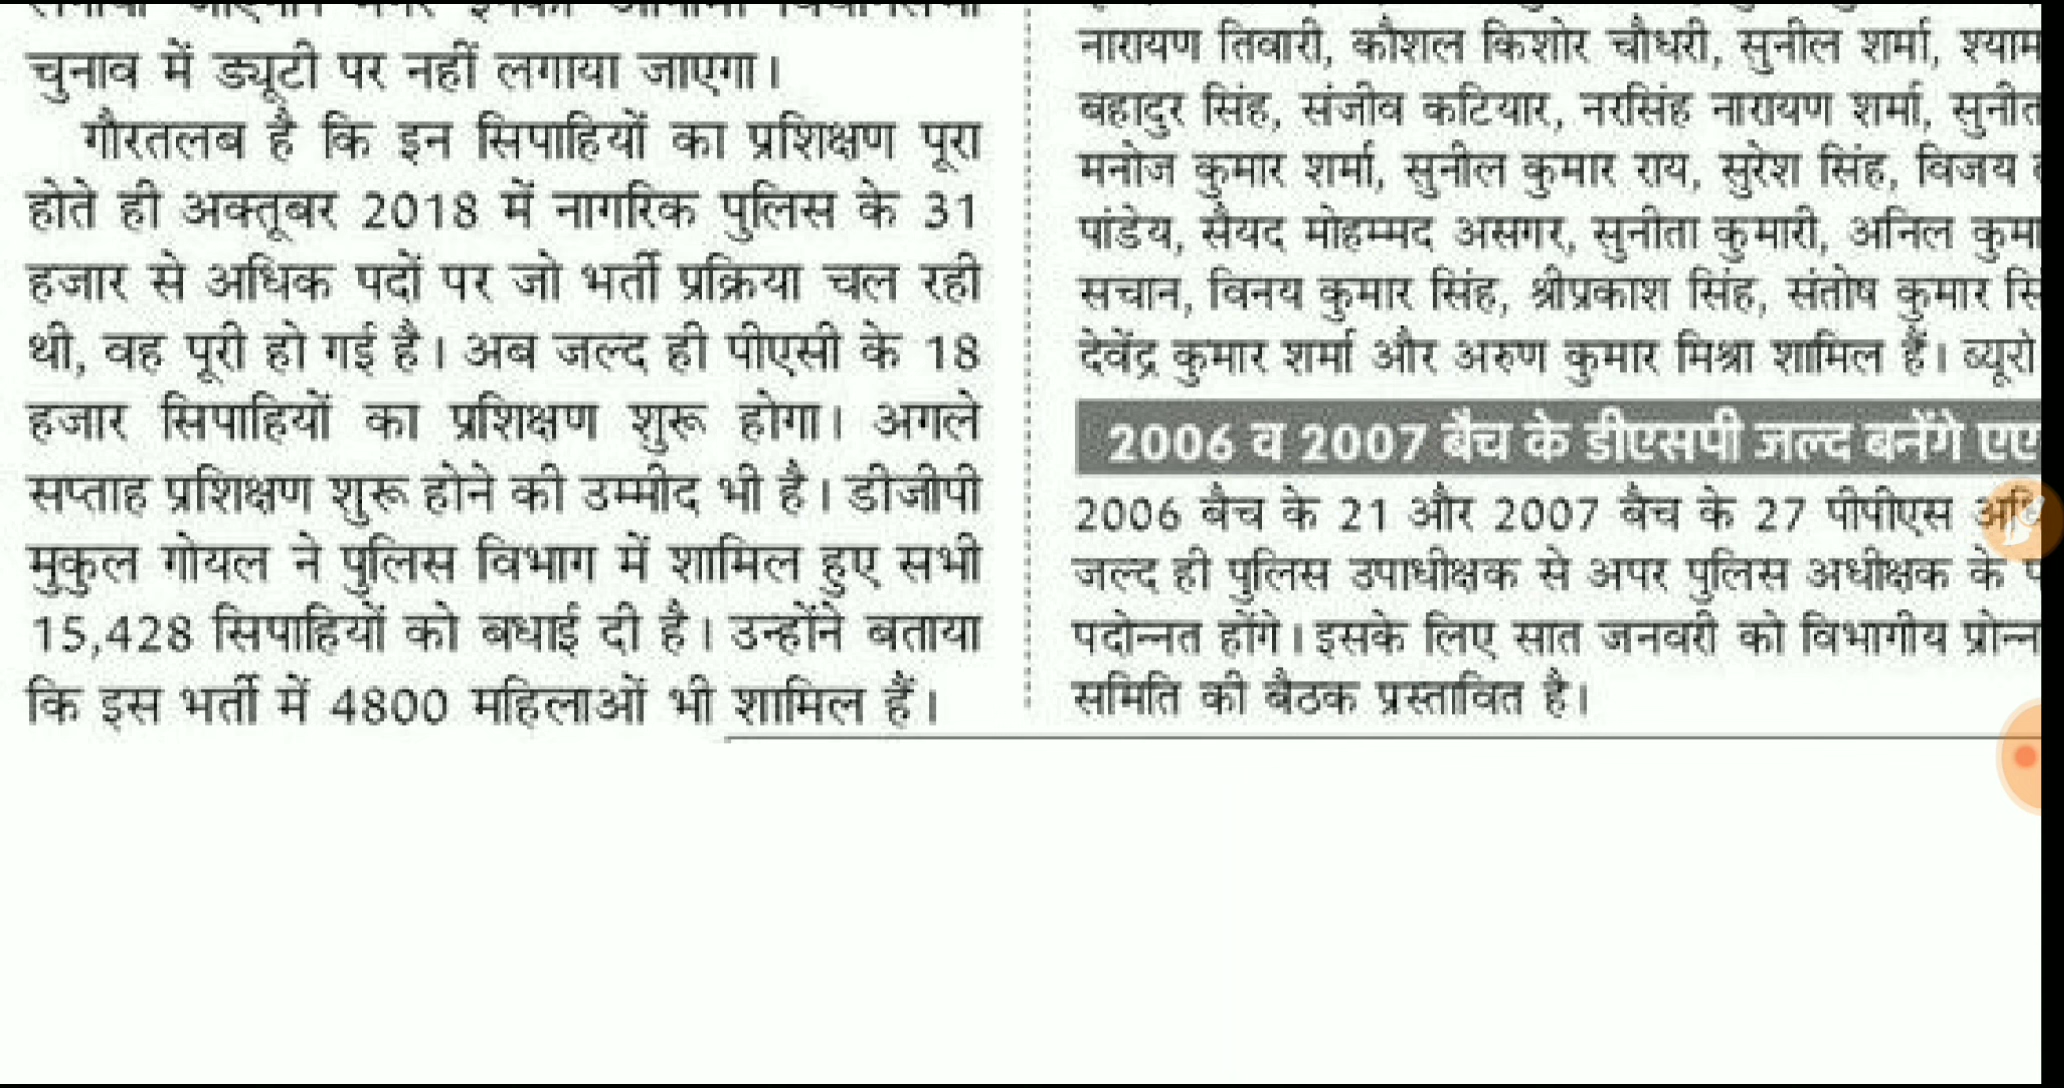 चुनाव में ड्यूटी पर नहीं लगाया जाएगा।
गौरतलब है कि इन सिपाहियों का प्रशिक्षण पूरा
होते ही अक्तूबर 2018 में नागरिक पुलिस के 31
हजार से अधिक पदों पर जो भर्ती प्रक्रिया चल रही
थी, वह पूरी हो गई है। अब जल्द ही पीएसी के 18
हजार सिपाहियों का प्रशिक्षण शुरू होगा। अगले
सप्ताह प्रशिक्षण शुरू होने की उम्मीद भी है। डीजीपी
मुकुल गोयल ने पुलिस विभाग में शामिल हुए सभी
15,428 सिपाहियों को बधाई दी है। उन्होंने बताया
कि इस भर्ती में 4800 महिलाओं भी शामिल हैं।
नारायण तिवारी, कौशल किशोर चौधरी, सुनील शर्मा, श्याम
बहादुर सिंह, संजीव कटियार, नरसिंह नारायण शर्मा, सुनीत
मनोज कुमार शर्मा, सुनील कुमार राय, सुरेश सिंह, विजय
पांडेय, सैयद मोहम्मद असगर, सुनीता कुमारी, अनिल कुमा
सचान, विनय कुमार सिंह, श्रीप्रकाश सिंह, संतोष कुमार सि
देवेंद्र कुमार शर्मा और अरुण कुमार मिश्रा शामिल हैं। ब्यूरो
2006 व 2007 बैच के डीएसपी जल्द बनेंगे एए
2006 बैच के 21 और 2007 बैच के 27 पीपीएस
जल्द ही पुलिस उपाधीक्षक से अपर पुलिस अधीक्षक के
पदोन्नत होंगे। इसके लिए सात जनवरी को विभागीय प्रोन्न
समिति की बैठक प्रस्तावित है।